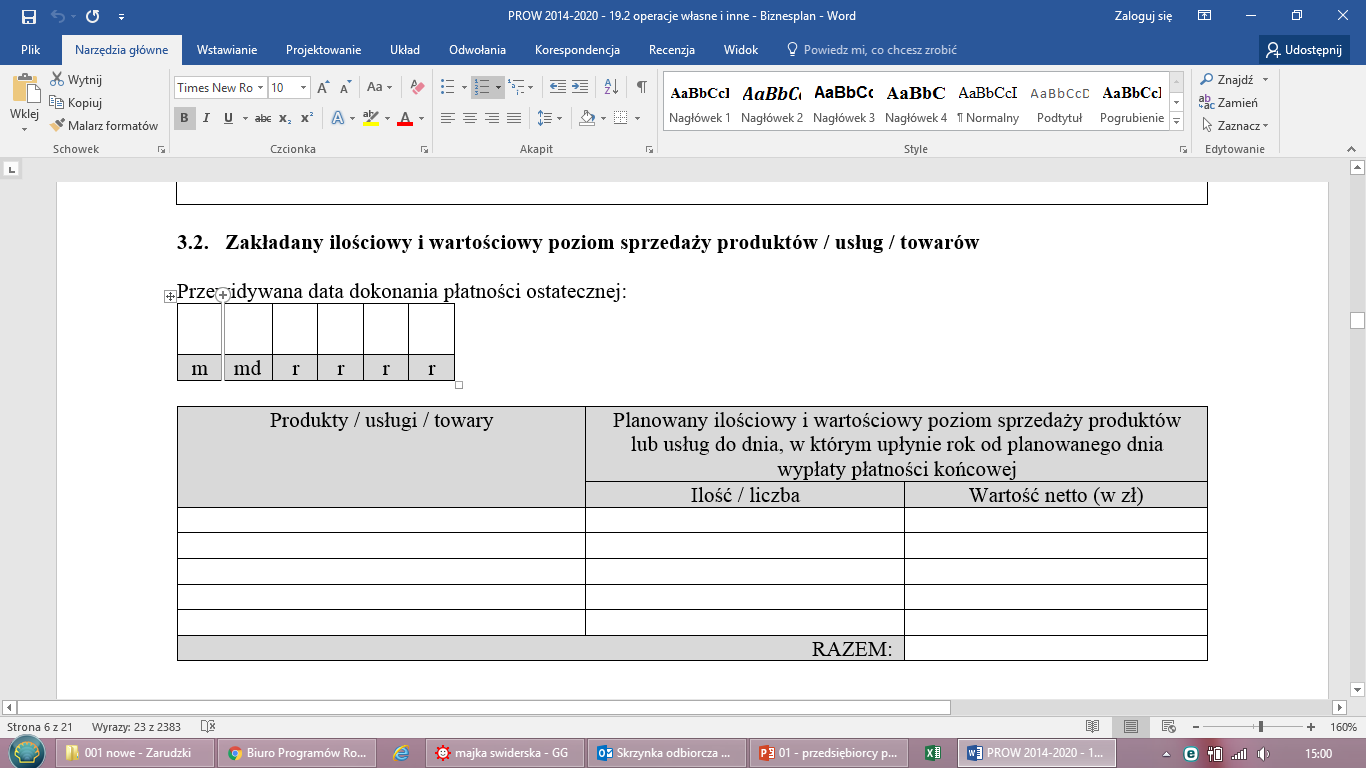 PROW 2014-2020 - 19.2 operacje własne i inne - Biznesplan - Word
Zaloguj się
Plik
Narzędzia główne
Wstawianie
Projektowanie
Układ
Odwołania
Korespondencja
Recenzja
Widok
Powiedz mi, co chcesz zrobić
Udostępnij
Wklej
Wytnij
Kopiuj
Malarz formatów
Schowek
Times New Ro
10
Aa
B I U abc x₂ x²
A
Czcionka
Akapit
AaBbCcI AaBbCc AaBbCc AaBbC AaBbCcI AaBbCcD AaBbCcI
Nagłówek 1 Nagłówek 2 Nagłówek 3 Nagłówek 4 ¶ Normalny Podtytuł Pogrubienie
Style
Znajdź
Zamień
Zaznacz
Edytowanie
3.2. Zakładany ilościowy i wartościowy poziom sprzedaży produktów / usług / towarów
Przewidywana data dokonania płatności ostatecznej:
m md r r r r
Produkty / usługi / towary
Planowany ilościowy i wartościowy poziom sprzedaży produktów
lub usług do dnia, w którym upłynie rok od planowanego dnia
wypłaty płatności końcowej
Ilość / liczba
Wartość netto (w zł)
RAZEM:
Strona 6 z 21
Wyrazy: 23 z 2383
160%
001 nowe - Zarudzki
Biuro Programów Ro...
majka swiderska - GG
Skrzynka odbiorcza ...
01 - przedsiębiorcy p...
PROW 2014-2020 - 1...
15:00